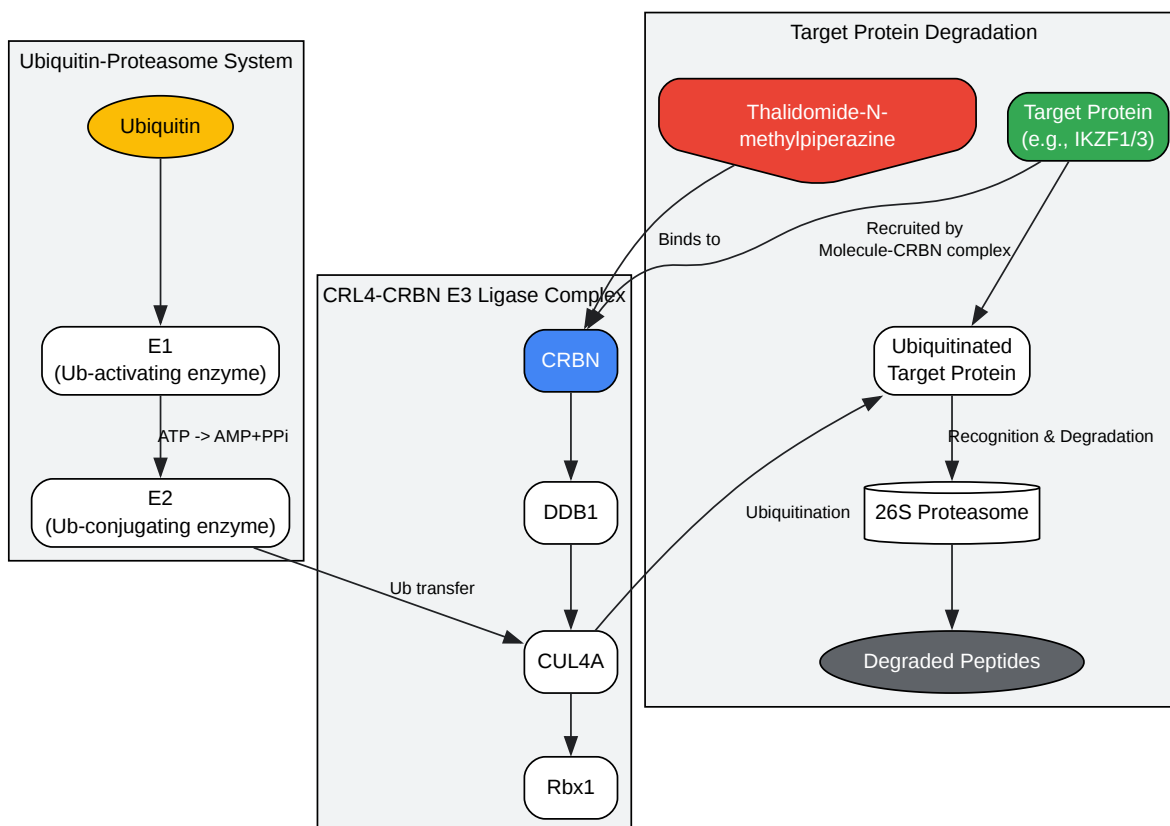 Ubiquitin-Proteasome System
Ubiquitin
E1
(Ub-activating enzyme)
ATP -> AMP+PPi
E2
(Ub-conjugating enzyme)
Ub transfer
CRL4-CRBN E3 Ligase Complex
CRBN
DDB1
CUL4A
Rbx1
Target Protein Degradation
Thalidomide-N-
methylpiperazine
Target Protein
(e.g., IKZF1/3)
Binds to
Recruited by
Molecule-CRBN complex
Ubiquitinated
Target Protein
Recognition & Degradation
Ubiquitination
26S Proteasome
Degraded Peptides